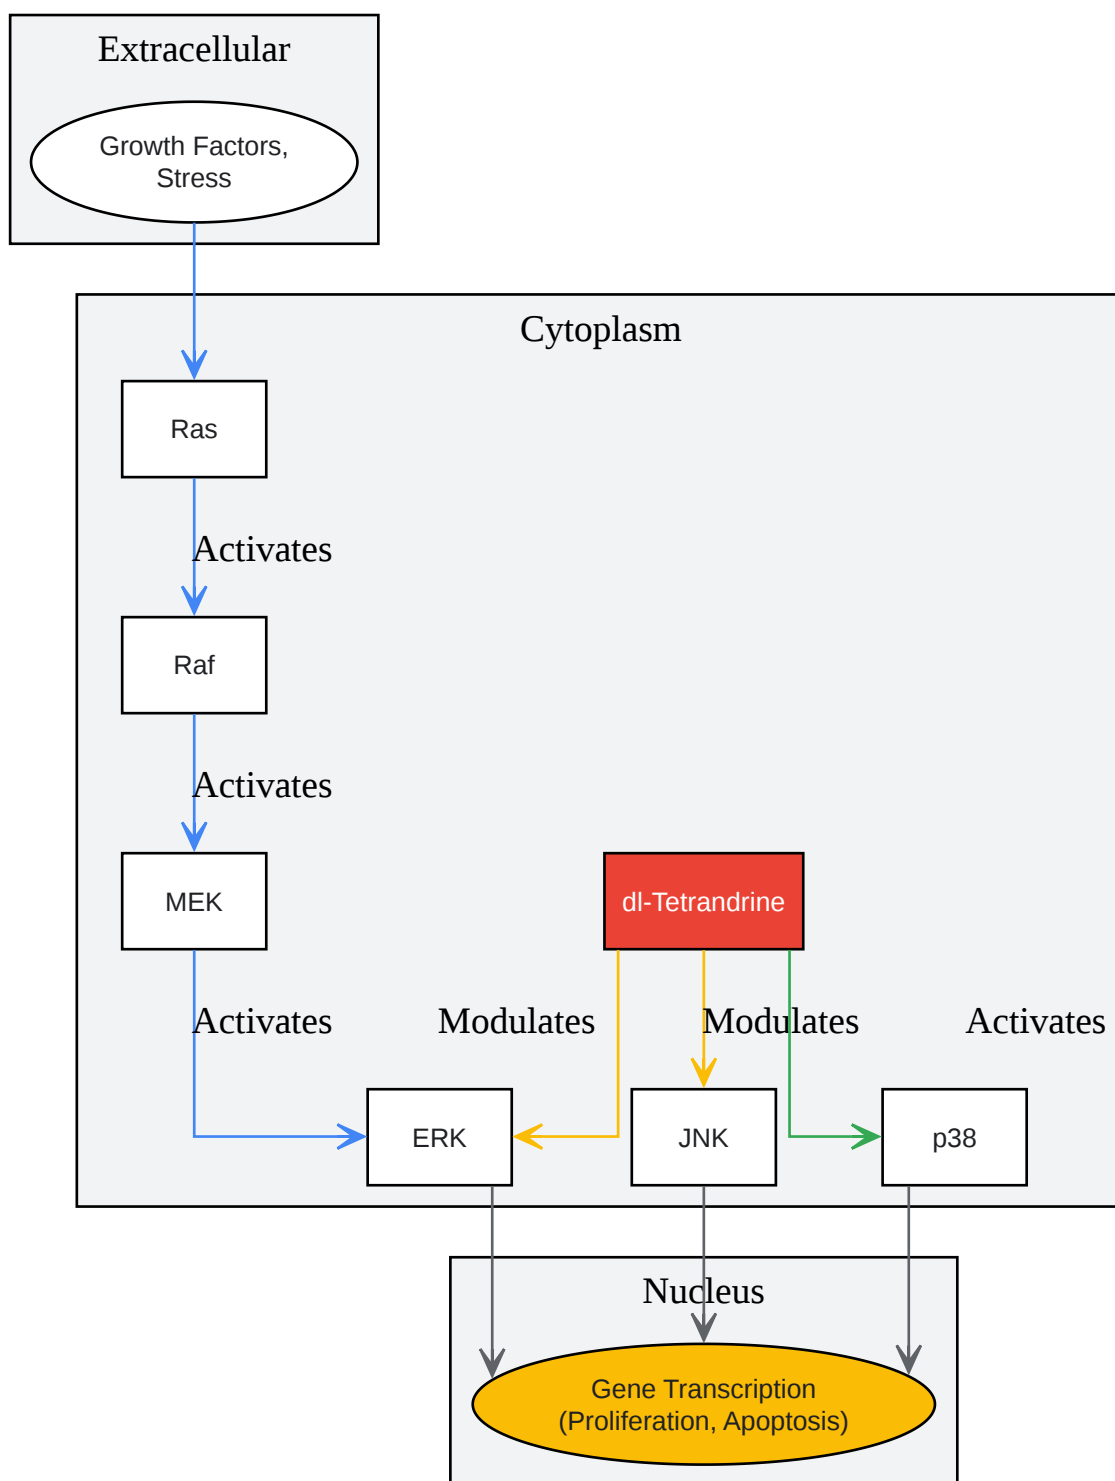 Extracellular
Growth Factors,
Stress
Cytoplasm
Ras
Activates
Raf
Activates
MEK
dl-Tetrandrine
Activates
Modulates
Modulates
Activates
ERK
JNK
p38
Nucleus
Gene Transcription
(Proliferation, Apoptosis)